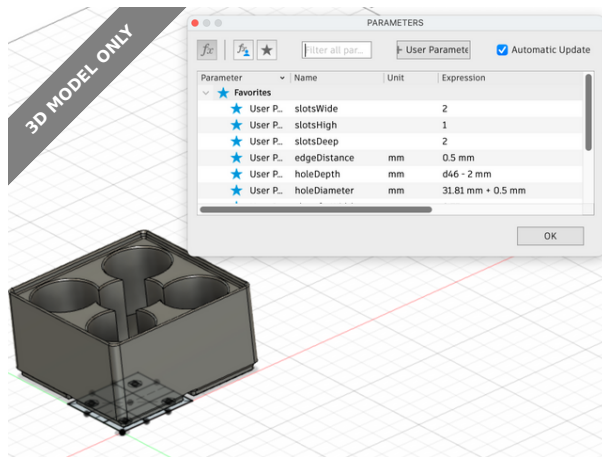 3D MODEL ONLY
PARAMETERS
fx
Filter all par...
User Paramete
Automatic Update
Parameter Name Unit Expression
Favorites
User P... slotsWide 2
User P... slotsHigh 1
User P... slotsDeep 2
User P... edgeDistance mm 0.5 mm
User P... holeDepth mm d46 - 2 mm
User P... holeDiameter mm 31.81 mm + 0.5 mm
OK